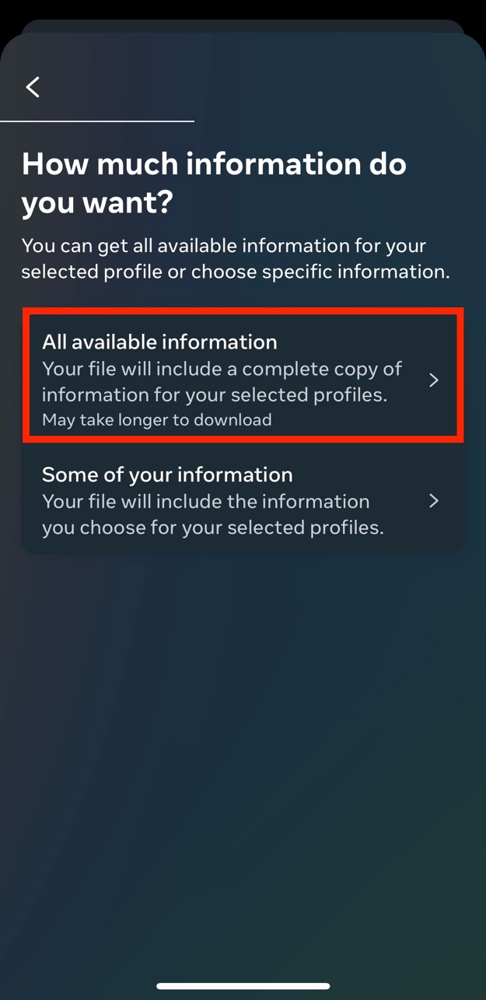 How much information do
you want?
You can get all available information for your
selected profile or choose specific information.
All available information
Your file will include a complete copy of
information for your selected profiles.
May take longer to download
Some of your information
Your file will include the information
you choose for your selected profiles.